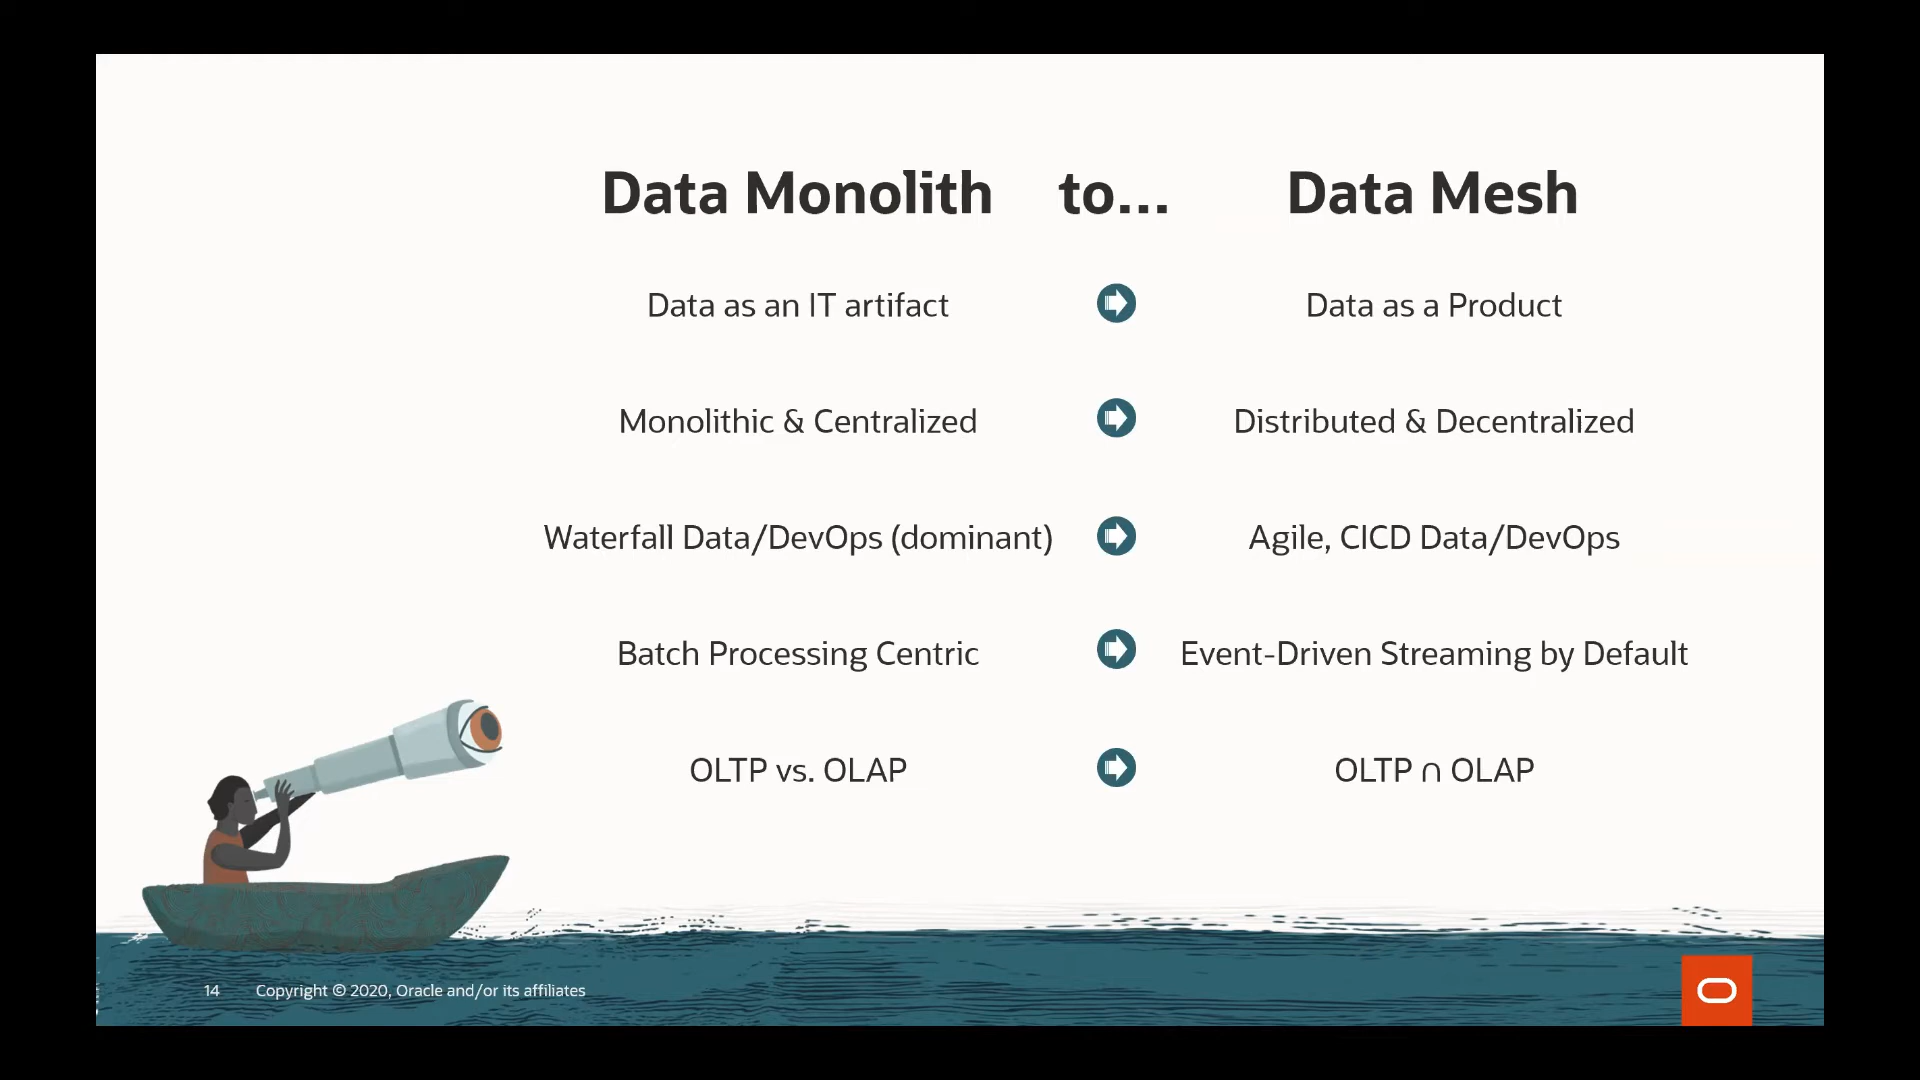 Data Monolith to... Data Mesh
Data as an IT artifact Data as a Product
Monolithic & Centralized Distributed & Decentralized
Waterfall Data/DevOps (dominant) Agile, CICD Data/DevOps
Batch Processing Centric Event-Driven Streaming by Default
OLTP vs. OLAP OLTP ∩ OLAP
14 Copyright © 2020, Oracle and/or its affiliates